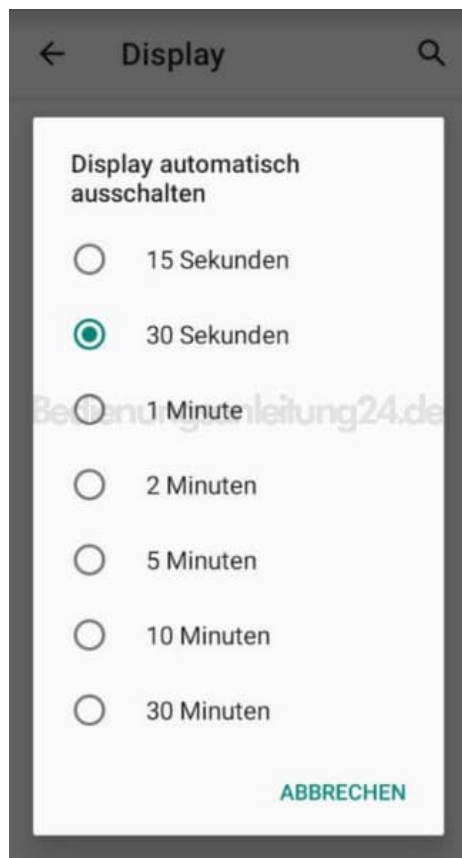 Display
Display automatisch
ausschalten
15 Sekunden
30 Sekunden
1 Minute
Bedienungsanleitung24.de
2 Minuten
5 Minuten
10 Minuten
30 Minuten
ABBRECHEN